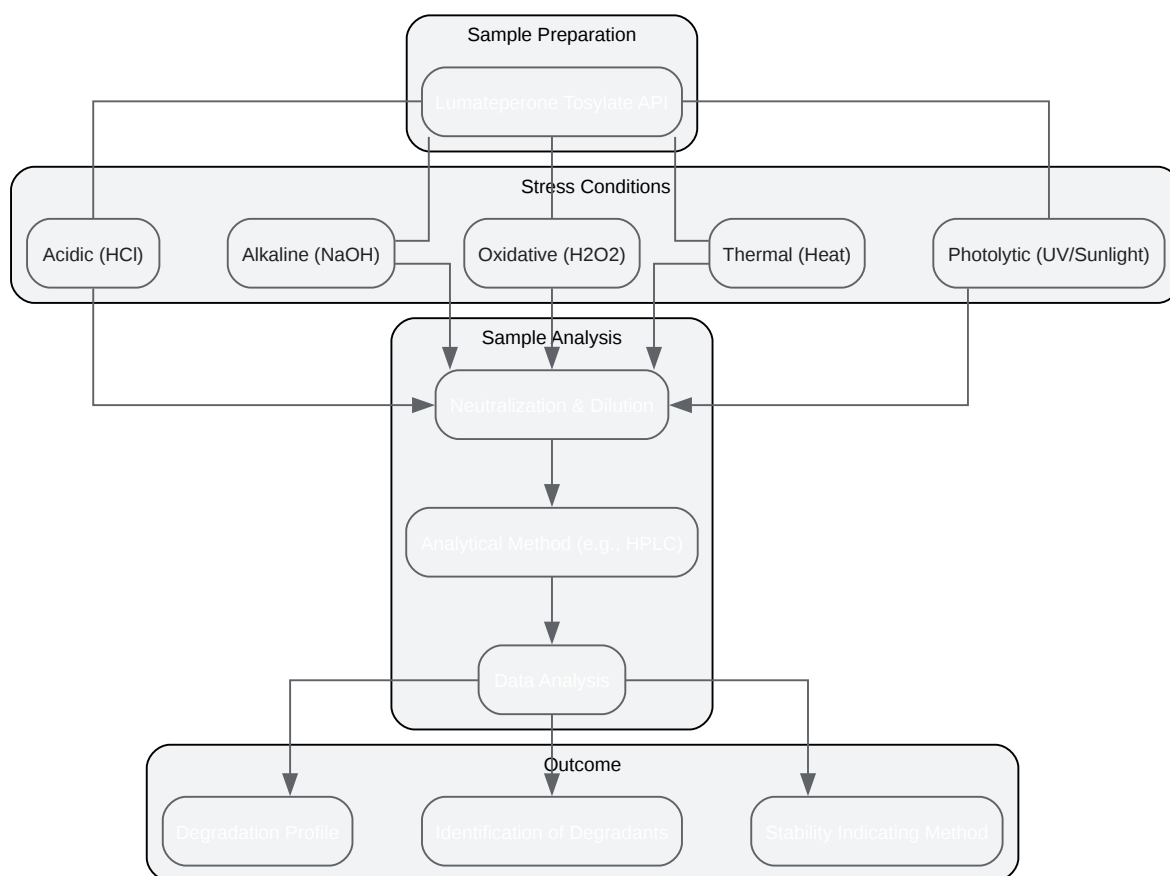 Sample Preparation
Lumateperone Tosylate API
Stress Conditions
Acidic (HCl)
Alkaline (NaOH)
Oxidative (H2O2)
Thermal (Heat)
Photolytic (UV/Sunlight)
Sample Analysis
Neutralization & Dilution
Analytical Method (e.g., HPLC)
Data Analysis
Outcome
Degradation Profile
Identification of Degradants
Stability Indicating Method